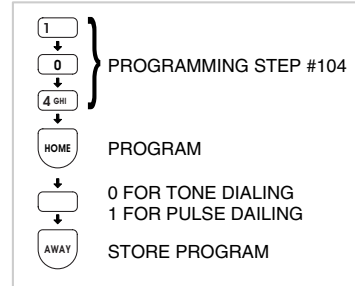 1
0
PROGRAMMING STEP #104
4 GHI
HOME PROGRAM
0 FOR TONE DIALING
1 FOR PULSE DAILING
AWAY STORE PROGRAM